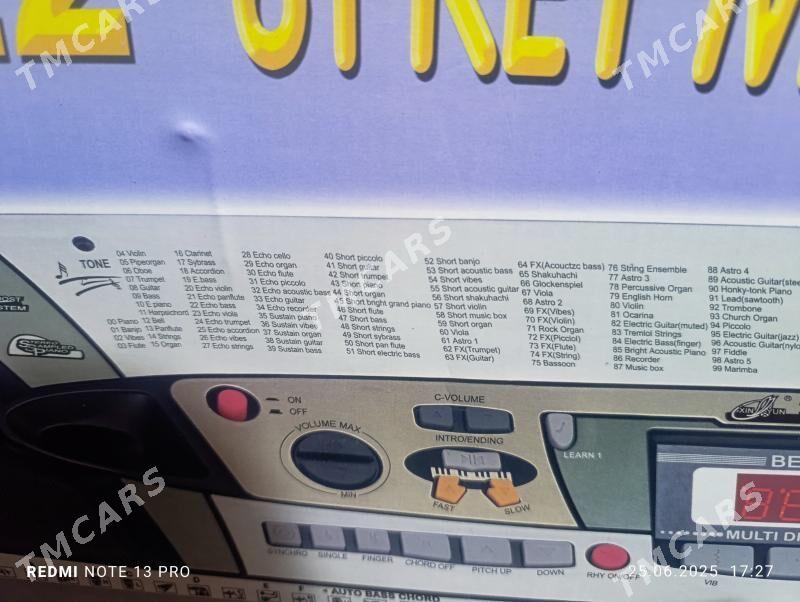 TONE
00 Piano
01 Banjo
02 Vibes
03 Flute
04 Violin
05 Pipeorgan
06 Oboe
07 Trumpet
08 Guitar
09 Bass
10 E.piano
11 Harpsichord
12 Bell
13 Panflute
14 Strings
15 Organ
16 Clarinet
17 Sybrass
18 Accordion
19 E.bass
20 Echo violin
21 Echo panflute
22 Echo bass
23 Echo viola
24 Echo trumpet
25 Echo accordion
26 Echo vibes
27 Echo strings
28 Echo cello
29 Echo organ
30 Echo flute
31 Echo piccolo
32 Echo acoustic bass
33 Echo guitar
34 Echo recorder
35 Sustain piano
36 Sustain vibes
37 Sustain organ
38 Sustain guitar
39 Sustain bass
40 Short piccolo
41 Short guitar
42 Short trumpet
43 Short piano
44 Short organ
45 Short bright grand piano
46 Short flute
47 Short bass
48 Short strings
49 Short sybrass
50 Short pan flute
51 Short electric bass
52 Short banjo
53 Short acoustic bass
54 Short vibes
55 Short acoustic guitar
56 Short shakuhachi
57 Short violin
58 Short music box
59 Short organ
60 Viola
61 Astro 1
62 FX(Trumpet)
63 FX(Guitar)
64 FX(Acouctzc bass)
65 Shakuhachi
66 Glockenspiel
67 Viola
68 Astro 2
69 FX(Vibes)
70 FX(Violin)
71 Rock Organ
72 FX(Picciol)
73 FX(Flute)
74 FX(String)
75 Bassoon
76 String Ensemble
77 Astro 3
78 Percussive Organ
79 English Horn
80 Violin
81 Ocarina
82 Electric Guitar(muted)
83 Tremlol Strings
84 Electric Bass(finger)
85 Bright Acoustic Piano
86 Recorder
87 Music box
88 Astro 4
89 Acoustic Guitar(steel
90 Honky-tonk Piano
91 Lead(sawtooth)
92 Trombone
93 Church Organ
94 Piccolo
95 Electric Guitar(jazz)
96 Acoustic Guitar(nylo
97 Fiddle
98 Astro 5
99 Marimba
ON
OFF
VOLUME MAX
MIN
C-VOLUME
INTRO/ENDING
FAST
SLOW
LEARN 1
XIN YUN ®
BE
MULTI DI
SYNCHRO
SINGLE
FINGER
CHORD OFF
PITCH UP
DOWN
RHY ON/OFF
VIB
AUTO BASS CHORD
REDMI NOTE 13 PRO
25.06.2025 17:27
TMCARS
TMCARS
TMCARS
TMCARS
TMCARS
TMCARS
TMCARS